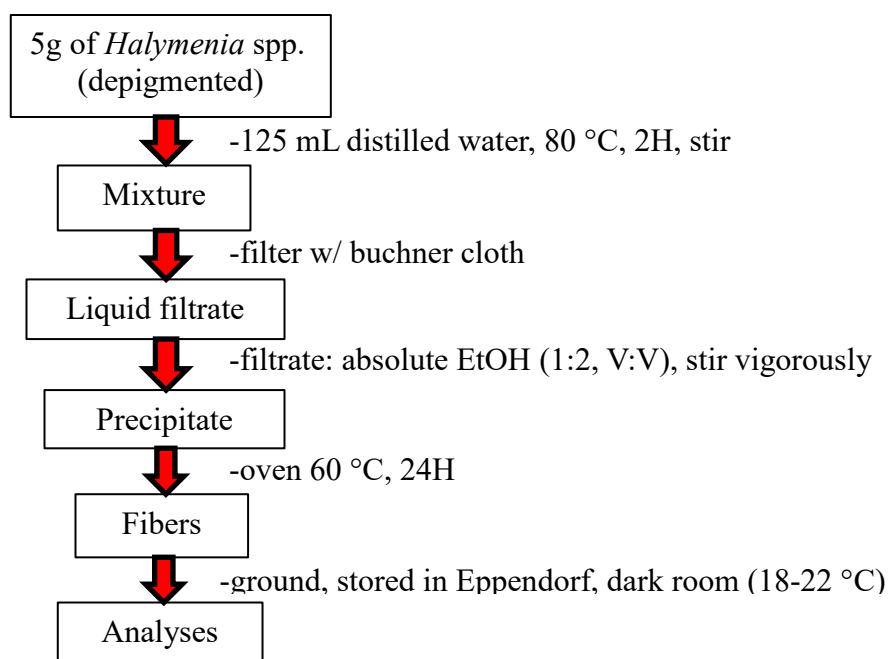 5g of Halymenia spp.
(depigmented)
-125 mL distilled water, 80 °C, 2H, stir
Mixture
-filter w/ buchner cloth
Liquid filtrate
-filtrate: absolute EtOH (1:2, V:V), stir vigorously
Precipitate
-oven 60 °C, 24H
Fibers
-ground, stored in Eppendorf, dark room (18-22 °C)
Analyses